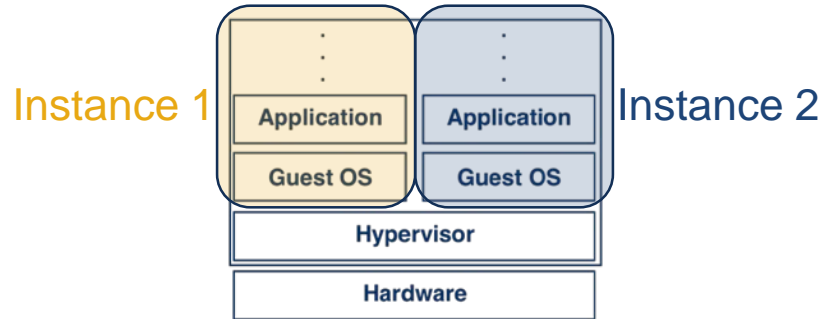 Instance 1
Instance 2
Application
Application
Guest OS
Guest OS
Hypervisor
Hardware